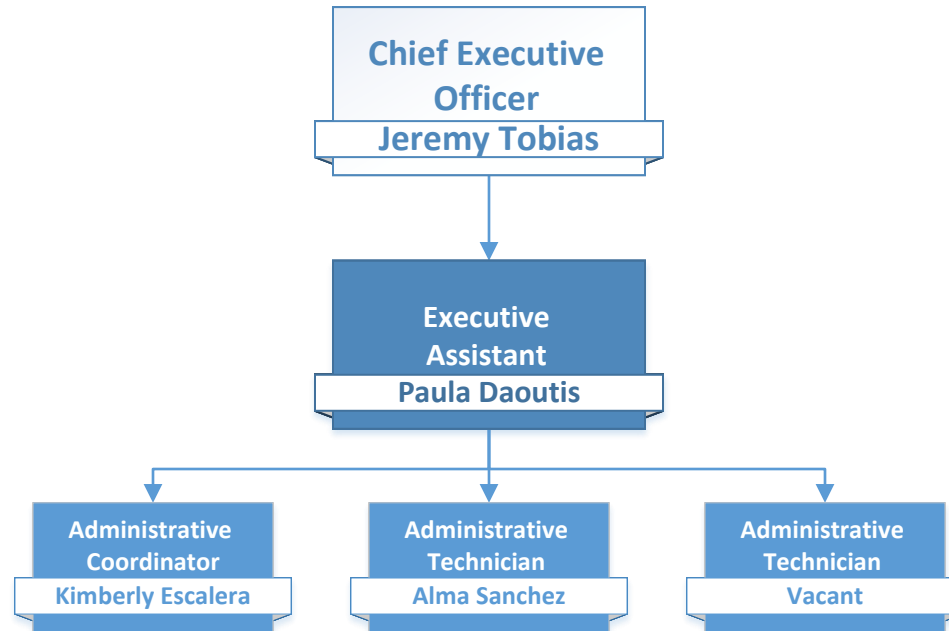 Chief Executive
Officer
Jeremy Tobias
Executive
Assistant
Paula Daoutis
Administrative
Coordinator
Kimberly Escalera
Administrative
Technician
Alma Sanchez
Administrative
Technician
Vacant